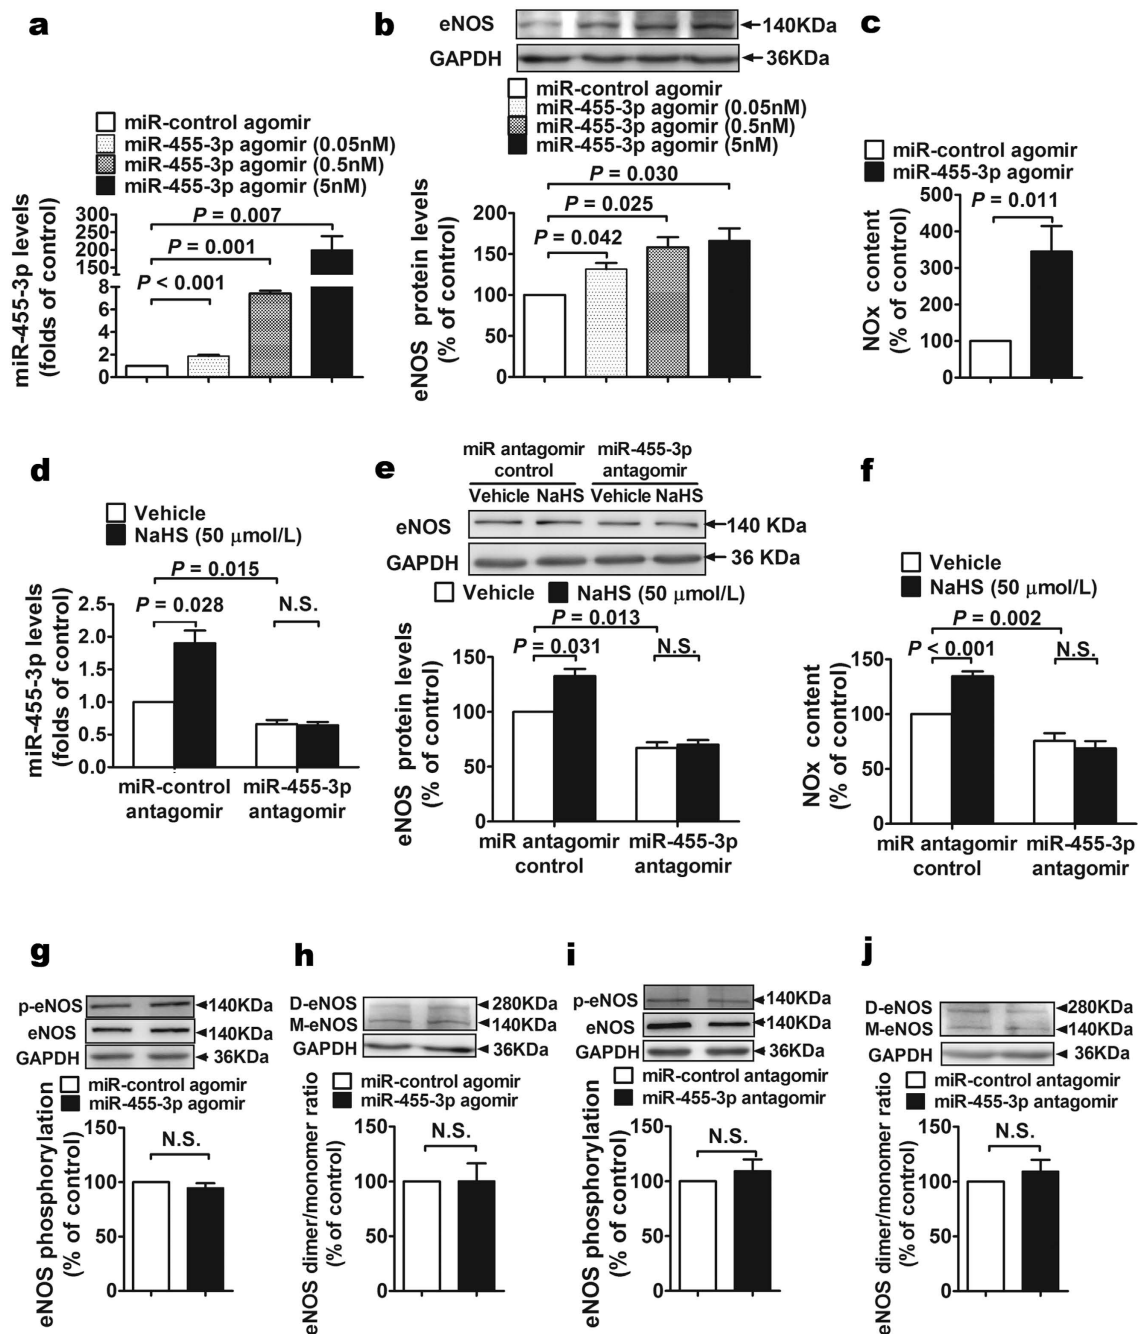 a
miR-control agomir
miR-455-3p agomir (0.05nM)
miR-455-3p agomir (0.5nM)
miR-455-3p agomir (5nM)
miR-455-3p levels
(folds of control)
300
250
200
150
8
6
4
2
0
P = 0.007
P = 0.001
P < 0.001
b
eNOS
140KDa
GAPDH
36KDa
miR-control agomir
miR-455-3p agomir (0.05nM)
miR-455-3p agomir (0.5nM)
miR-455-3p agomir (5nM)
eNOS protein levels
(% of control)
200
150
100
50
0
P = 0.030
P = 0.025
P = 0.042
c
miR-control agomir
miR-455-3p agomir
NOx content
(% of control)
500
400
300
200
100
0
P = 0.011
d
Vehicle
NaHS (50 µmol/L)
miR-455-3p levels
(folds of control)
2.5
2.0
1.5
1.0
0.5
0.0
P = 0.015
P = 0.028
N.S.
miR-control
antagomir
miR-455-3p
antagomir
e
miR antagomir
control
miR-455-3p
antagomir
Vehicle NaHS Vehicle NaHS
eNOS
140 KDa
GAPDH
36 KDa
Vehicle
NaHS (50 µmol/L)
eNOS protein levels
(% of control)
150
100
50
0
P = 0.013
P = 0.031
N.S.
miR antagomir
control
miR-455-3p
antagomir
f
Vehicle
NaHS (50 µmol/L)
NOx content
(% of control)
150
100
50
0
P = 0.002
P < 0.001
N.S.
miR antagomir
control
miR-455-3p
antagomir
g
p-eNOS
140KDa
eNOS
140KDa
GAPDH
36KDa
miR-control agomir
miR-455-3p agomir
eNOS phosphorylation
(% of control)
150
100
50
0
N.S.
h
D-eNOS
280KDa
M-eNOS
140KDa
GAPDH
36KDa
miR-control agomir
miR-455-3p agomir
eNOS dimer/monomer ratio
(% of control)
150
100
50
0
N.S.
i
p-eNOS
140KDa
eNOS
140KDa
GAPDH
36KDa
miR-control antagomir
miR-455-3p antagomir
eNOS phosphorylation
(% of control)
150
100
50
0
N.S.
j
D-eNOS
280KDa
M-eNOS
140KDa
GAPDH
36KDa
miR-control antagomir
miR-455-3p antagomir
eNOS dimer/monomer ratio
(% of control)
150
100
50
0
N.S.